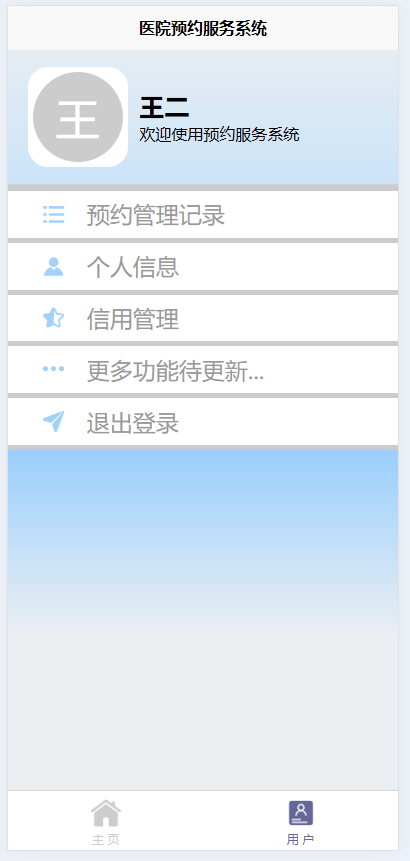 医院预约服务系统
王
王二
欢迎使用预约服务系统
预约管理记录
个人信息
信用管理
更多功能待更新...
退出登录
主页
用户